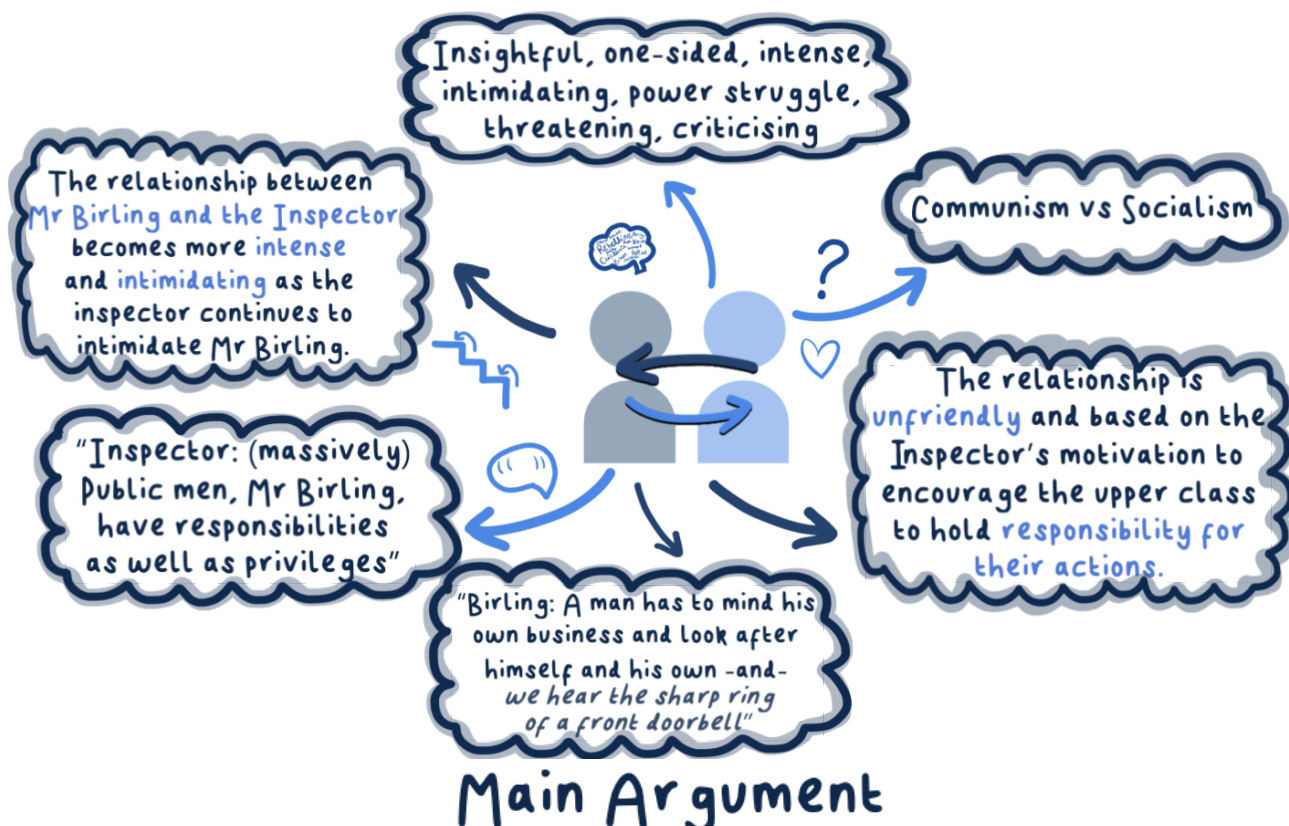 Insightful, one-sided, intense,
intimidating, power struggle,
threatening, criticising
The relationship between
Mr Birling and the Inspector
becomes more intense
and intimidating as the
inspector continues to
intimidate Mr Birling.
Communism vs Socialism
?
The relationship is
unfriendly and based on the
Inspector's motivation to
encourage the upper class
to hold responsibility for
their actions.
"Inspector: (massively)
Public men, Mr Birling,
have responsibilities
as well as privileges"
"Birling: A man has to mind his
own business and look after
himself and his own -and-
we hear the sharp ring
of a front doorbell"
Main Argument